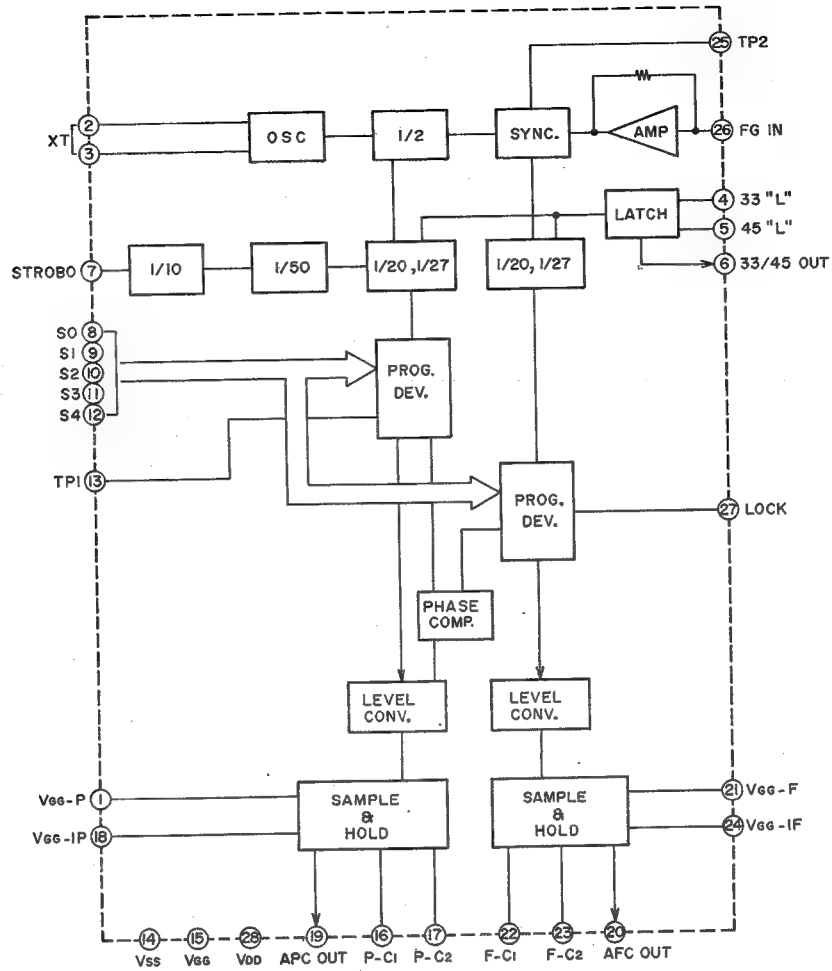 25 TP2
2
XT
3
OSC
1/2
SYNC.
AMP
26 FG IN
LATCH
4 33 "L"
5 45 "L"
6 33/45 OUT
STROBO 7
1/10
1/50
1/20, 1/27
1/20, 1/27
S0 8
S1 9
S2 10
S3 11
S4 12
PROG.
DEV.
TP1 13
PROG.
DEV.
27 LOCK
PHASE
COMP.
LEVEL
CONV.
LEVEL
CONV.
VGG-P 1
VGG-IP 18
SAMPLE
&
HOLD
SAMPLE
&
HOLD
21 VGG-F
24 VGG-IF
14
VSS
15
VGG
28
VDD
19
APC OUT
16
P-C1
17
P-C2
22
F-C1
23
F-C2
20
AFC OUT